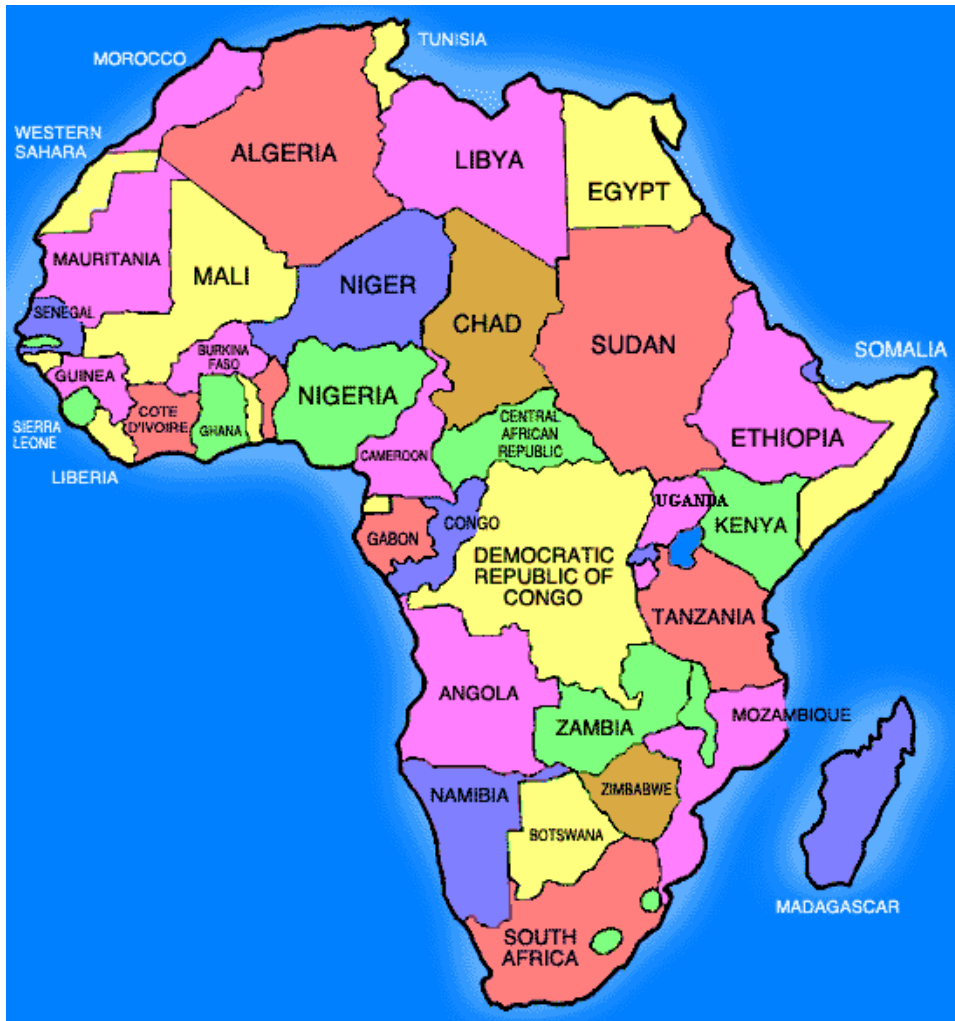 TUNISIA
MOROCCO
WESTERN
SAHARA
ALGERIA
LIBYA
EGYPT
MAURITANIA
MALI
NIGER
CHAD
SUDAN
SENEGAL
BURKINA
FASO
GUINEA
NIGERIA
SOMALIA
SIERRA
LEONE
COTE
D'IVOIRE
GHANA
CENTRAL
AFRICAN
REPUBLIC
ETHIOPIA
CAMEROON
LIBERIA
UGANDA
KENYA
CONGO
GABON
DEMOCRATIC
REPUBLIC OF
CONGO
TANZANIA
ANGOLA
ZAMBIA
MOZAMBIQUE
NAMIBIA
ZIMBABWE
BOTSWANA
MADAGASCAR
SOUTH
AFRICA